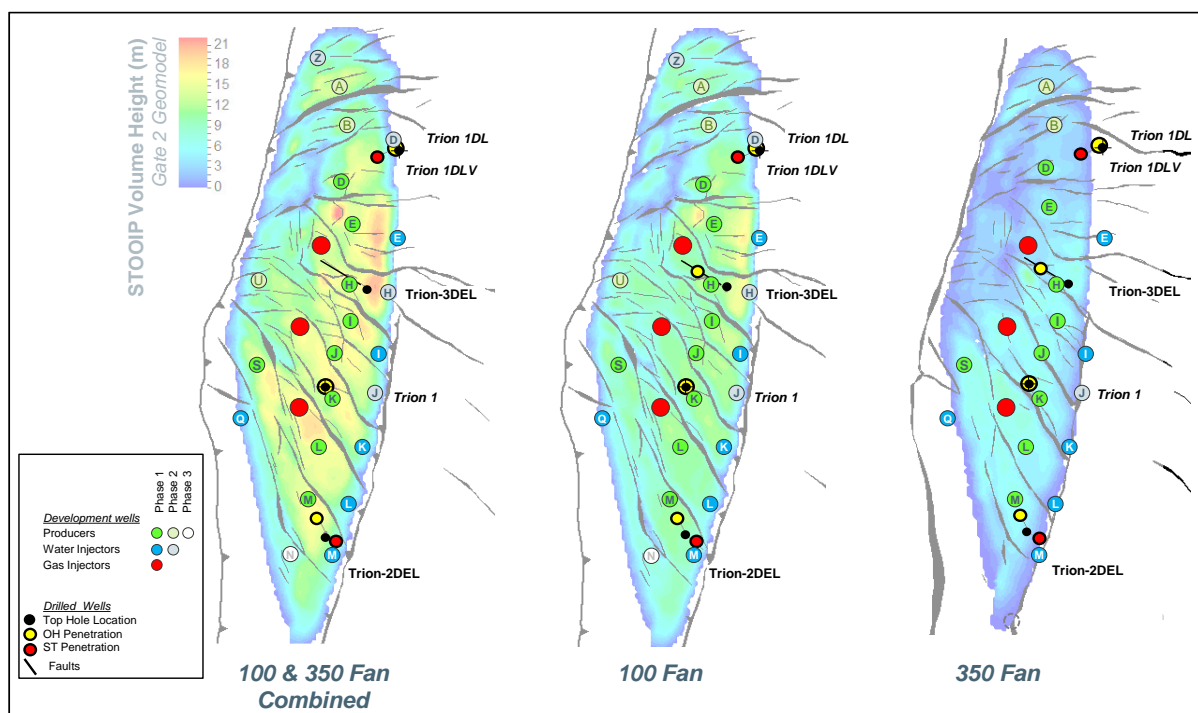 STOOIP Volume Height (m)
Gate 2 Geomodel
21
18
15
12
9
6
3
0
Z
A
B
D
Trion 1DL
Trion 1DLV
D
E
E
U
H
H
Trion-3DEL
I
J
I
S
K
J
Trion 1
Q
L
K
M
L
N
M
Trion-2DEL
100 & 350 Fan
Combined
Z
A
B
D
Trion 1DL
Trion 1DLV
D
E
E
U
H
H
Trion-3DEL
I
J
I
S
K
J
Trion 1
Q
L
K
M
L
N
M
Trion-2DEL
100 Fan
A
B
Trion 1DL
Trion 1DLV
D
E
E
H
Trion-3DEL
I
J
I
S
K
J
Trion 1
Q
L
K
M
L
M
Trion-2DEL
350 Fan
Phase 1
Phase 2
Phase 3
Development wells
Producers
Water Injectors
Gas Injectors
Drilled Wells
Top Hole Location
OH Penetration
ST Penetration
Faults